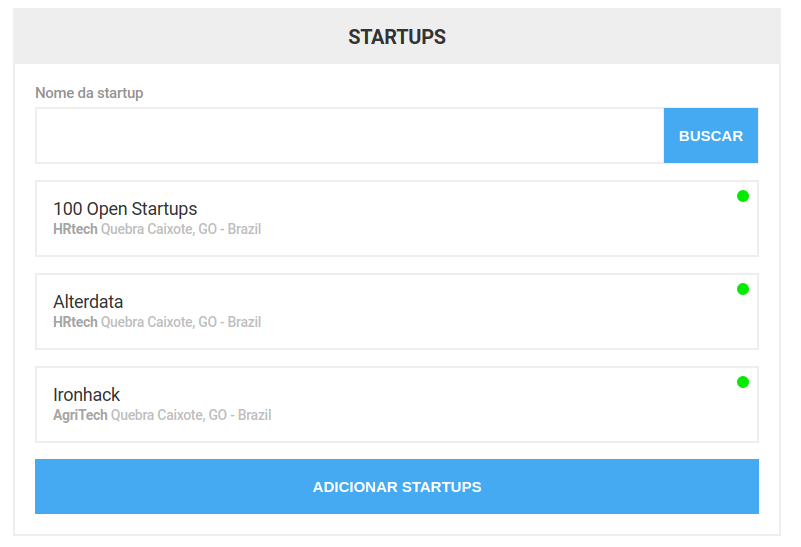 STARTUPS
Nome da startup
BUSCAR
100 Open Startups
HRtech Quebra Caixote, GO - Brazil
Alterdata
HRtech Quebra Caixote, GO - Brazil
Ironhack
AgriTech Quebra Caixote, GO - Brazil
ADICIONAR STARTUPS